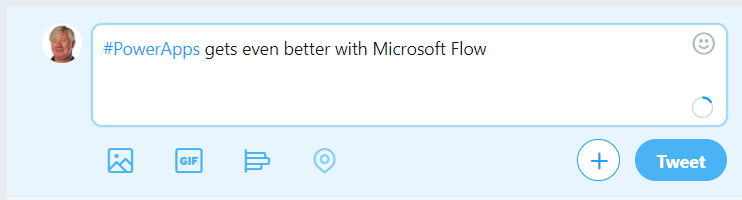 #PowerApps gets even better with Microsoft Flow
GIF
Tweet